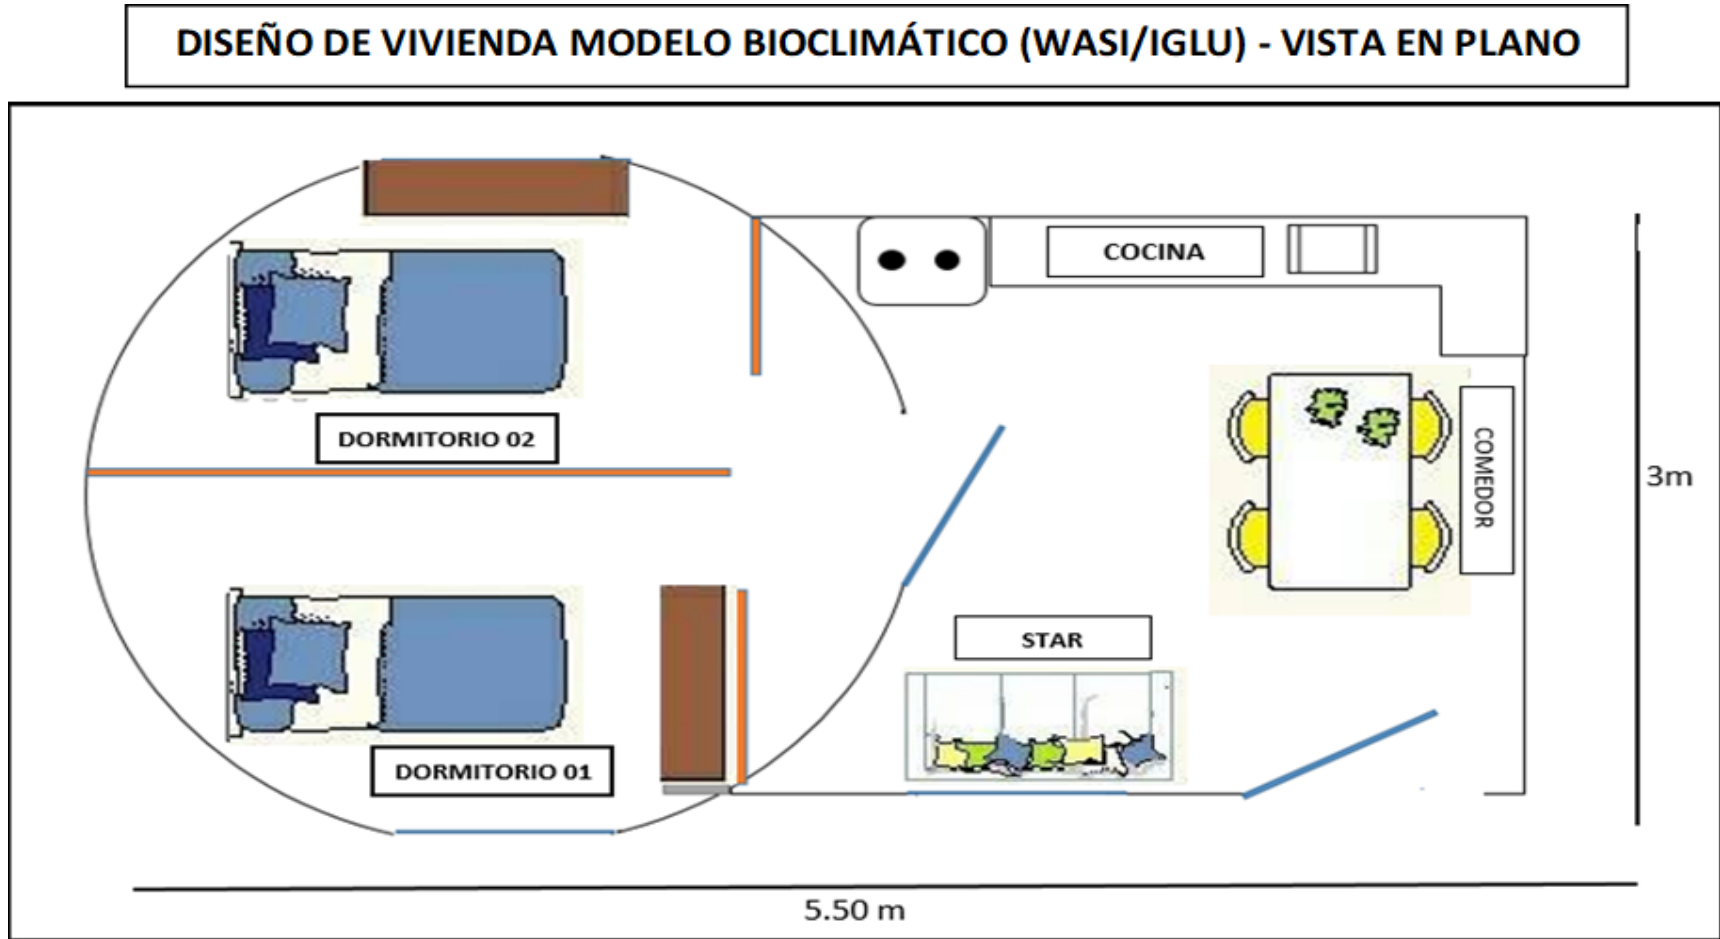 DISEÑO DE VIVIENDA MODELO BIOCLIMÁTICO (WASI/IGLU) - VISTA EN PLANO
COCINA
DORMITORIO 02
COMEDOR
3m
STAR
DORMITORIO 01
5.50 m